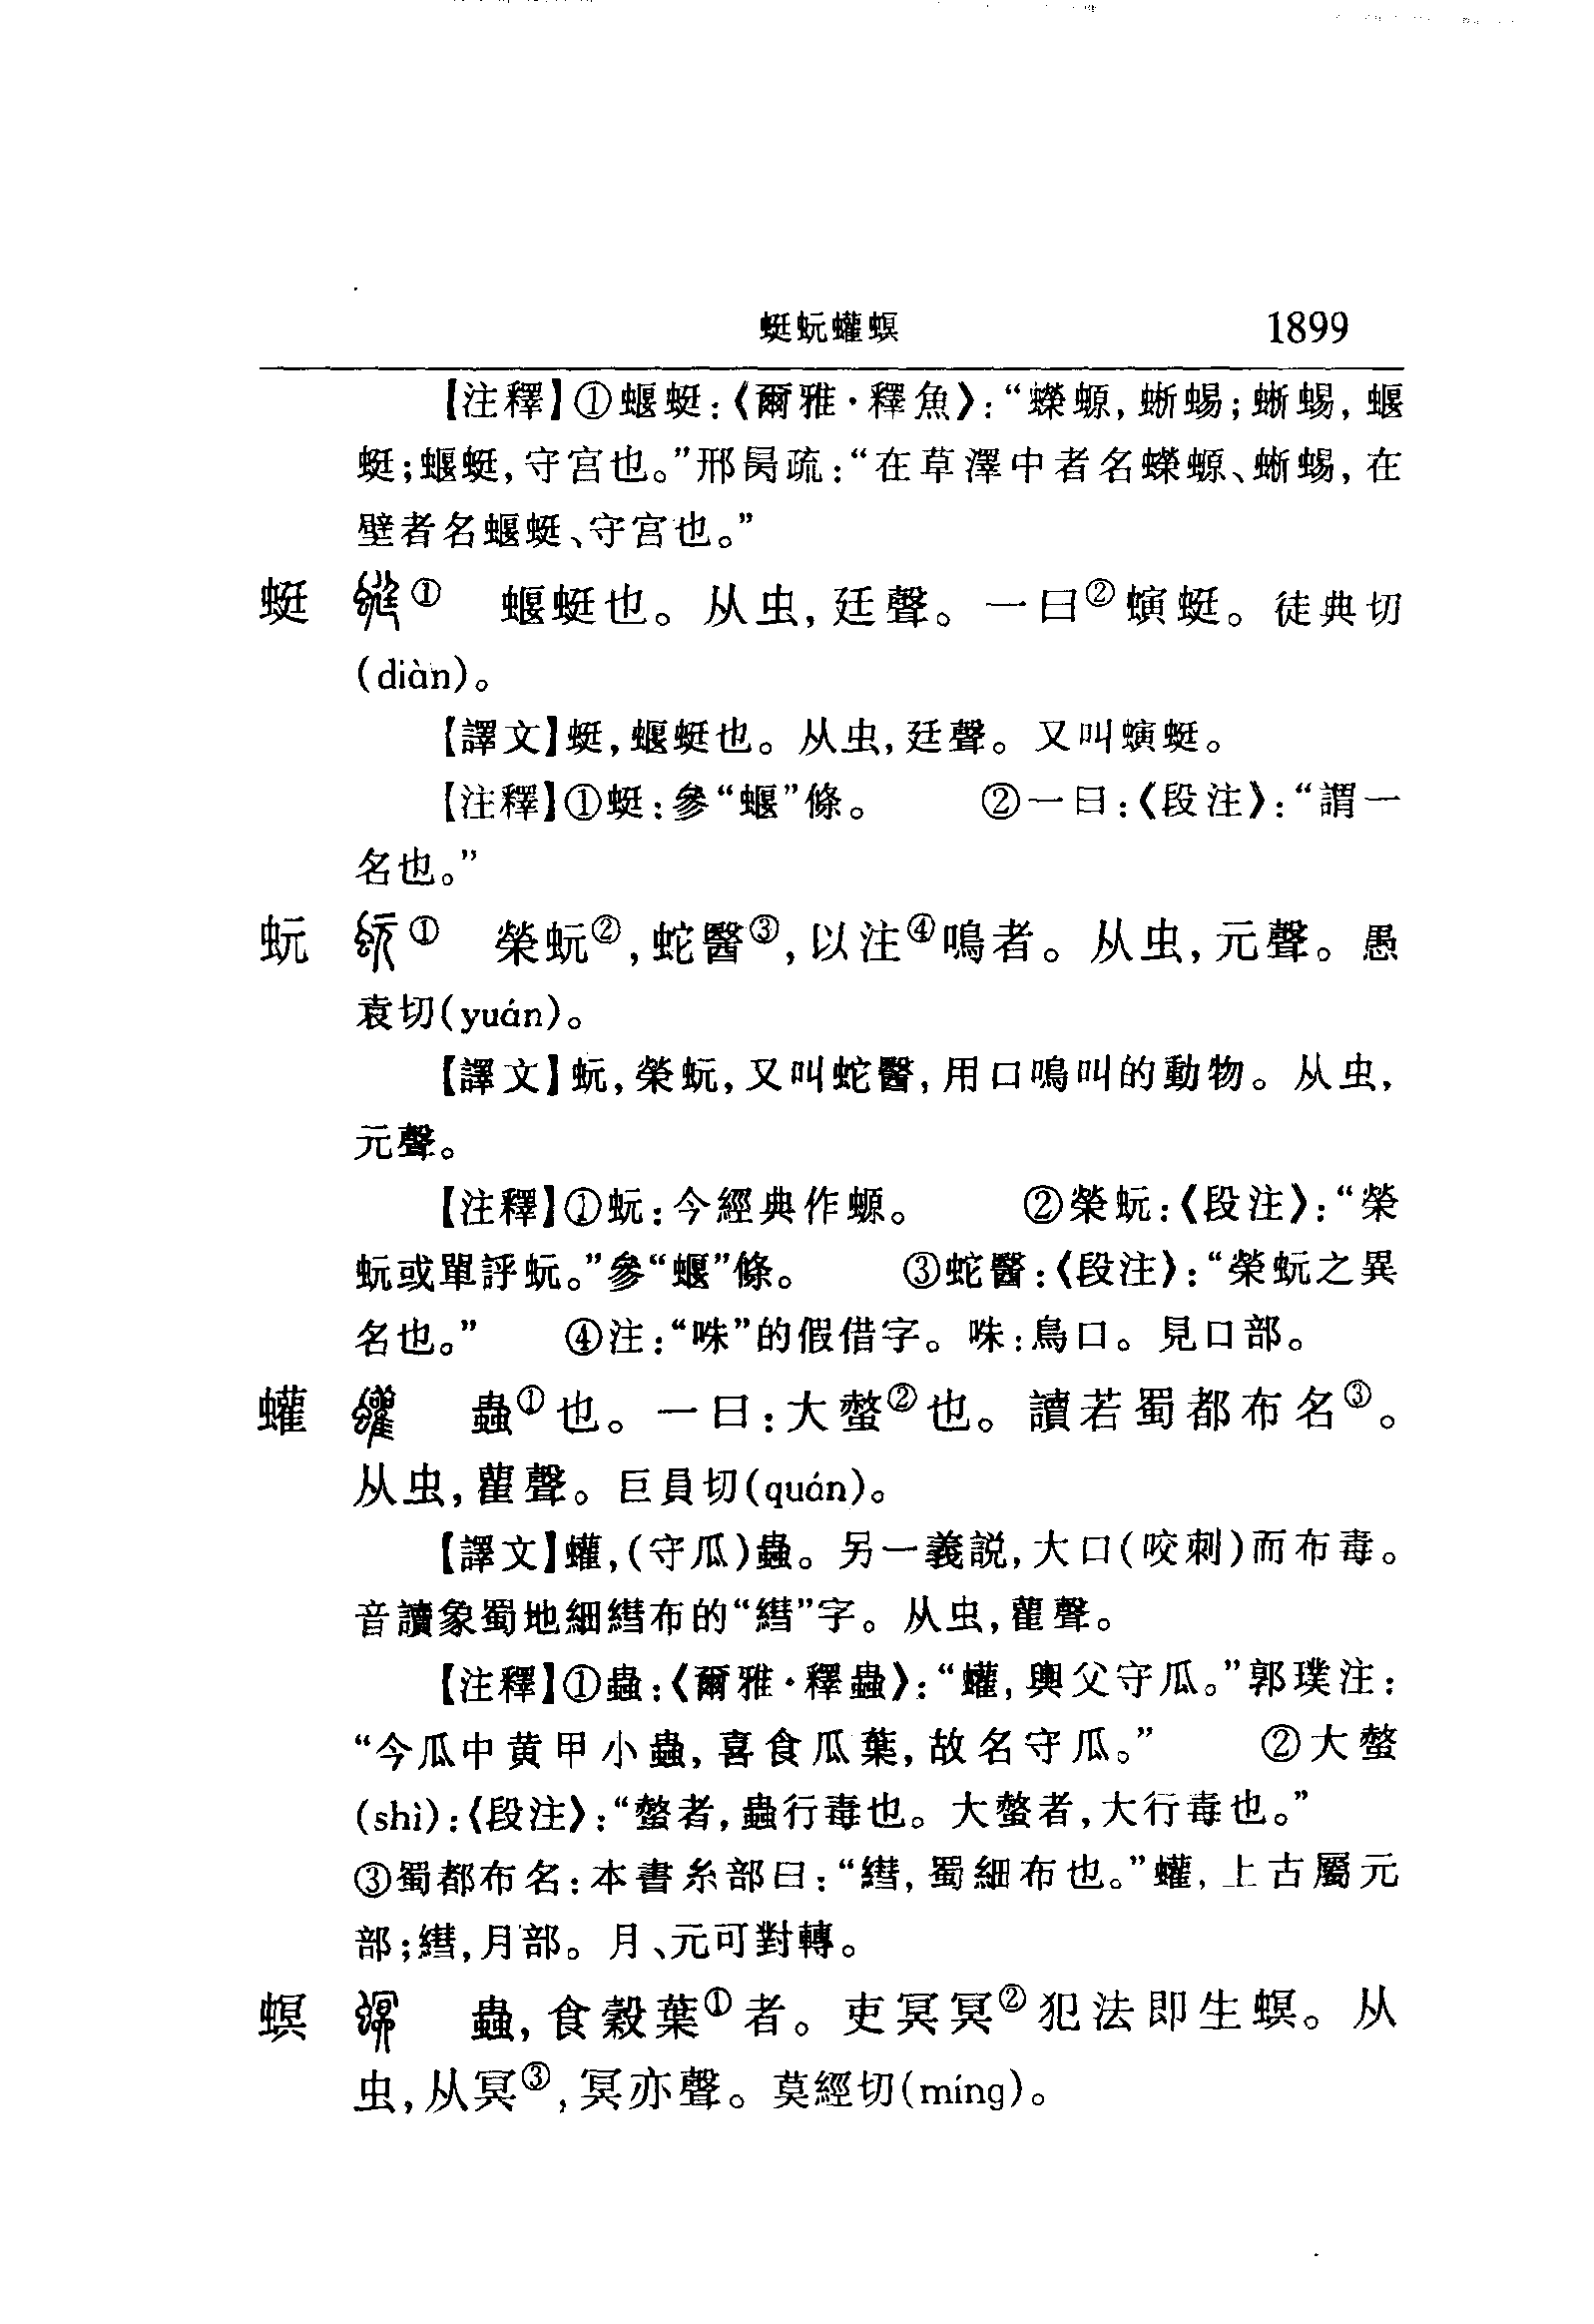 蜓蚖蠸螟 1899
【注釋】①蝘蜓:《爾雅·釋魚》:“蠑螈,蜥蜴;蜥蜴,蝘
蜓;蝘蜓,守宫也。”邢昺疏:“在草澤中者名蠑螈、蜥蜴,在
壁者名蝘蜓、守宫也。”
蜓 ① 蝘蜓也。从虫,廷聲。一曰②螾蜓。徒典切
(diàn)。
【譯文】蜓,蝘蜓也。从虫,廷聲。又叫螾蜓。
【注釋】①蜓:參“蝘”條。 ②一曰:《段注》:“謂一
名也。”
蚖 ① 榮蚖②,蛇醫③,以注④鳴者。从虫,元聲。愚
袁切(yuán)。
【譯文】蚖,榮蚖,又叫蛇醫,用口鳴叫的動物。从虫,
元聲。
【注釋】①蚖:今經典作螈。 ②榮蚖:《段注》:“榮
蚖或單評蚖。”參“蝘”條。 ③蛇醫:《段注》:“榮蚖之異
名也。” ④注:“咮”的假借字。咮:鳥口。見口部。
蠸 蟲①也。一曰:大螫②也。讀若蜀都布名③。
从虫,雚聲。巨員切(quán)。
【譯文】蠸,(守瓜)蟲。另一義説,大口(咬刺)而布毒。
音讀象蜀地細䌦布的“䌦”字。从虫,雚聲。
【注釋】①蟲:《爾雅·釋蟲》:“蠸,輿父守瓜。”郭璞注:
“今瓜中黄甲小蟲,喜食瓜葉,故名守瓜。” ②大螫
(shì):《段注》:“螫者,蟲行毒也。大螫者,大行毒也。”
③蜀都布名:本書糸部曰:“䌦,蜀細布也。”蠸,上古屬元
部;䌦,月部。月、元可對轉。
螟 蟲,食穀葉①者。吏冥冥②犯法即生螟。从
虫,从冥③,冥亦聲。莫經切(míng)。